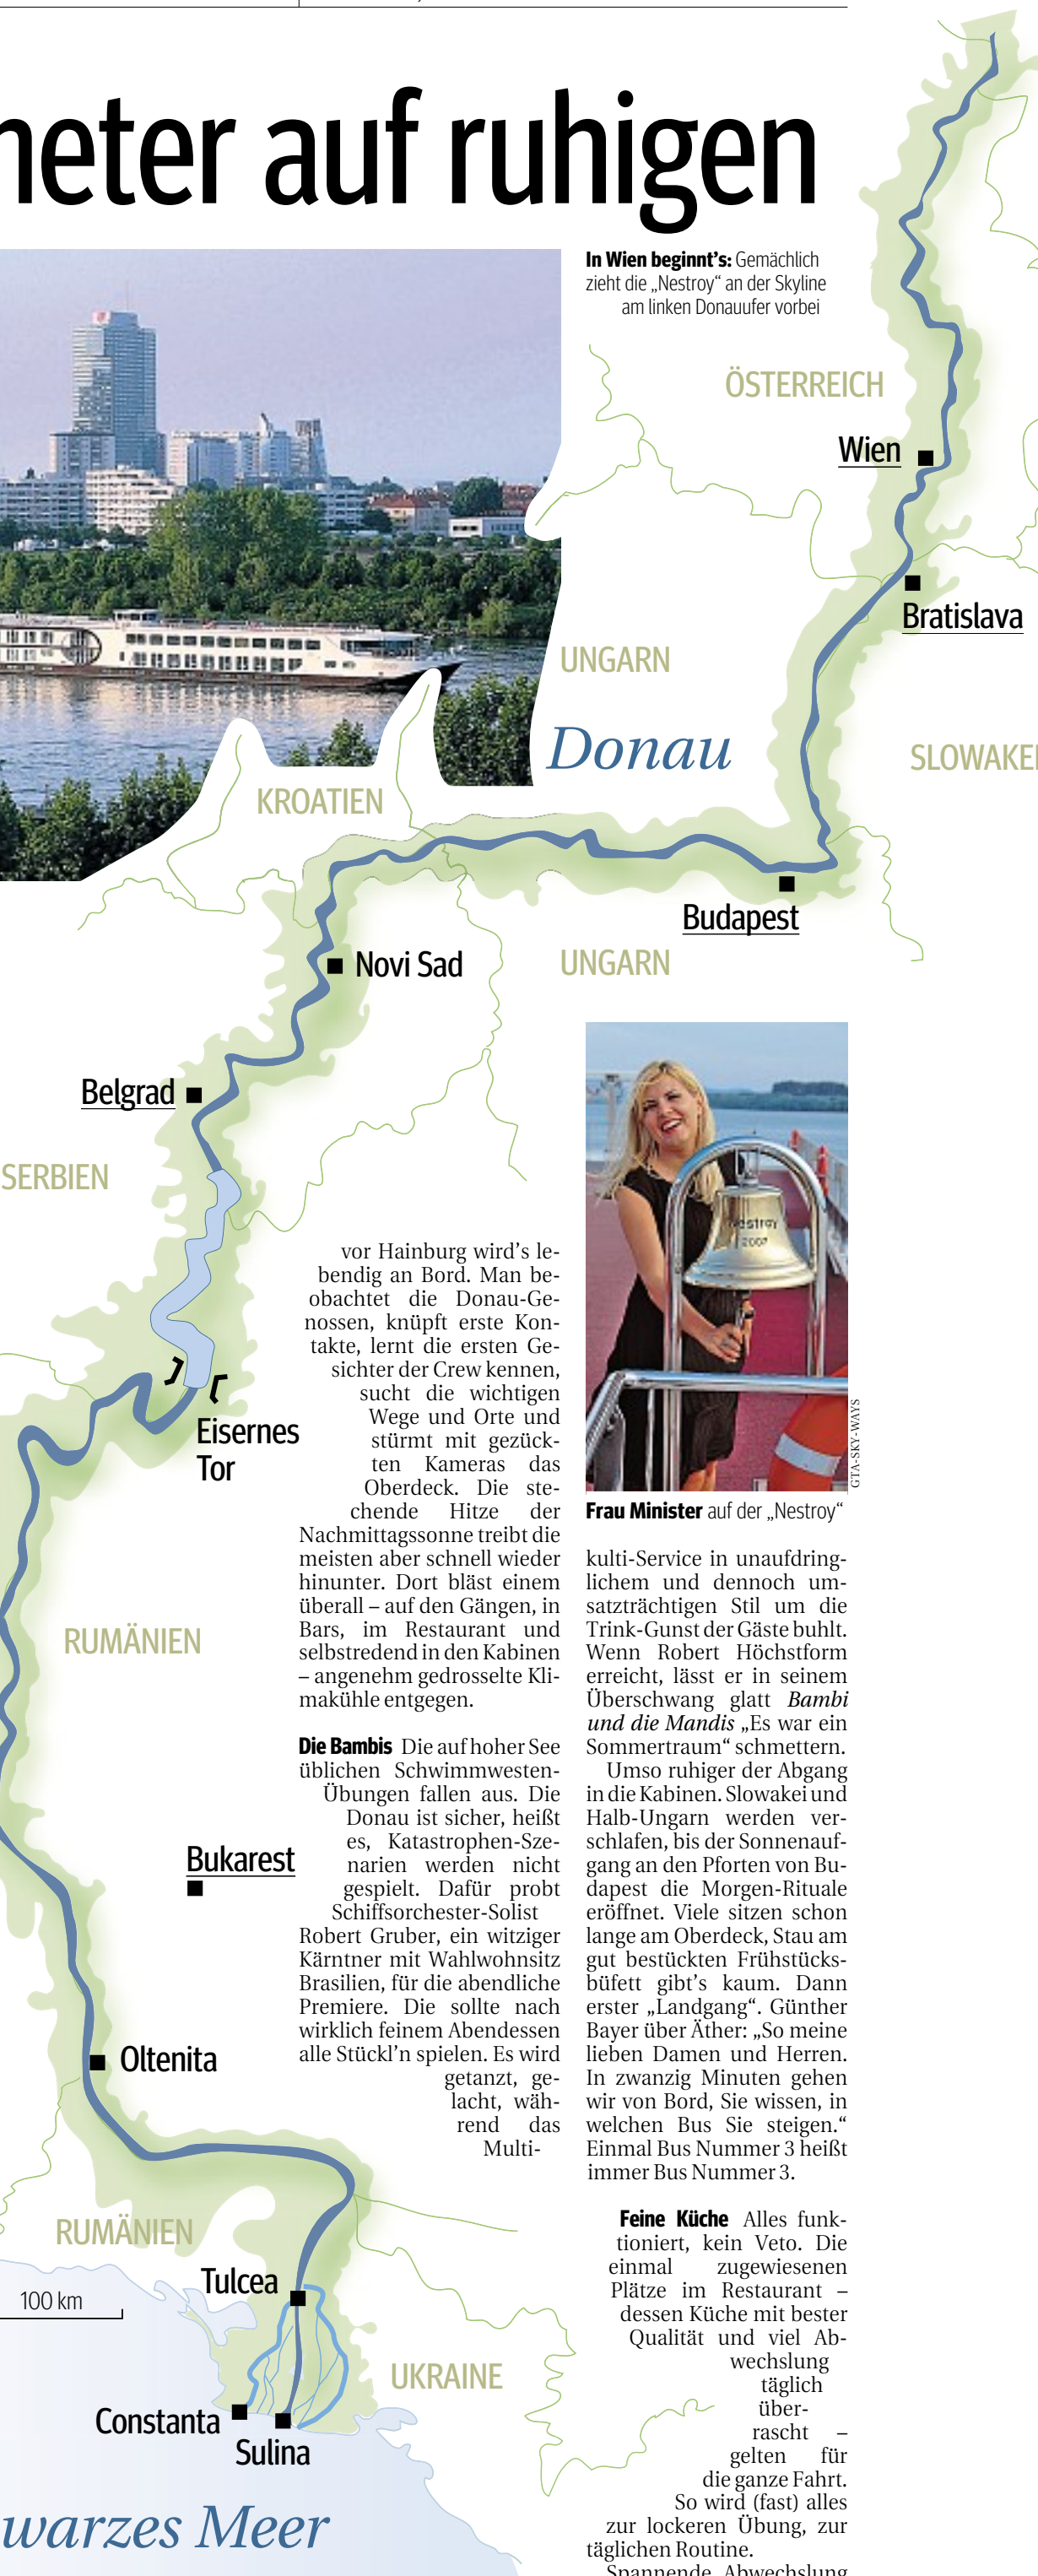 meter auf ruhigen
In Wien beginnt’s: Gemächlich
zieht die „Nestroy“ an der Skyline
am linken Donauufer vorbei
ÖSTERREICH
Wien
Bratislava
UNGARN
Donau
SLOWAKEI
KROATIEN
Budapest
UNGARN
Novi Sad
Belgrad
SERBIEN
Eisernes
Tor
RUMÄNIEN
Bukarest
Oltenita
RUMÄNIEN
100 km
Tulcea
UKRAINE
Constanta
Sulina
warzes Meer
vor Hainburg wird’s le-
bendig an Bord. Man be-
obachtet die Donau-Ge-
nossen, knüpft erste Kon-
takte, lernt die ersten Ge-
sichter der Crew kennen,
sucht die wichtigen
Wege und Orte und
stürmt mit gezück-
ten Kameras das
Oberdeck. Die ste-
chende Hitze der
Nachmittagssonne treibt die
meisten aber schnell wieder
hinunter. Dort bläst einem
überall – auf den Gängen, in
Bars, im Restaurant und
selbstredend in den Kabinen
– angenehm gedrosselte Kli-
makühle entgegen.
Die Bambis Die auf hoher See
üblichen Schwimmwesten-
Übungen fallen aus. Die
Donau ist sicher, heißt
es, Katastrophen-Sze-
narien werden nicht
gespielt. Dafür probt
Schiffsorchester-Solist
Robert Gruber, ein witziger
Kärntner mit Wahlwohnsitz
Brasilien, für die abendliche
Premiere. Die sollte nach
wirklich feinem Abendessen
alle Stückl’n spielen. Es wird
getanzt, ge-
lacht, wäh-
rend das
Multi-
Nestroy
2007
GTA-SKY-WAYS
Frau Minister auf der „Nestroy“
kulti-Service in unaufdring-
lichem und dennoch um-
satzträchtigen Stil um die
Trink-Gunst der Gäste buhlt.
Wenn Robert Höchstform
erreicht, lässt er in seinem
Überschwang glatt Bambi
und die Mandis „Es war ein
Sommertraum“ schmettern.
Umso ruhiger der Abgang
in die Kabinen. Slowakei und
Halb-Ungarn werden ver-
schlafen, bis der Sonnenauf-
gang an den Pforten von Bu-
dapest die Morgen-Rituale
eröffnet. Viele sitzen schon
lange am Oberdeck, Stau am
gut bestückten Frühstücks-
büfett gibt’s kaum. Dann
erster „Landgang“. Günther
Bayer über Äther: „So meine
lieben Damen und Herren.
In zwanzig Minuten gehen
wir von Bord, Sie wissen, in
welchen Bus Sie steigen.“
Einmal Bus Nummer 3 heißt
immer Bus Nummer 3.
Feine Küche Alles funk-
tioniert, kein Veto. Die
einmal zugewiesenen
Plätze im Restaurant –
dessen Küche mit bester
Qualität und viel Ab-
wechslung
täglich
über-
rascht –
gelten für
die ganze Fahrt.
So wird (fast) alles
zur lockeren Übung, zur
täglichen Routine.
Spannende Abwechslung